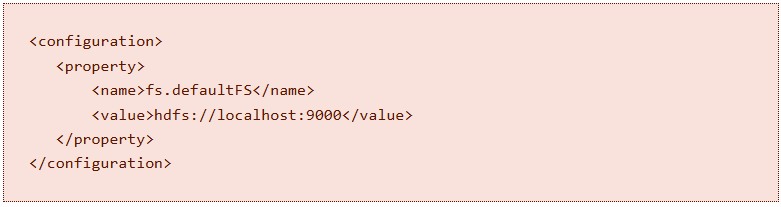 <configuration>
   <property>
       <name>fs.defaultFS</name>
       <value>hdfs://localhost:9000</value>
   </property>
</configuration>